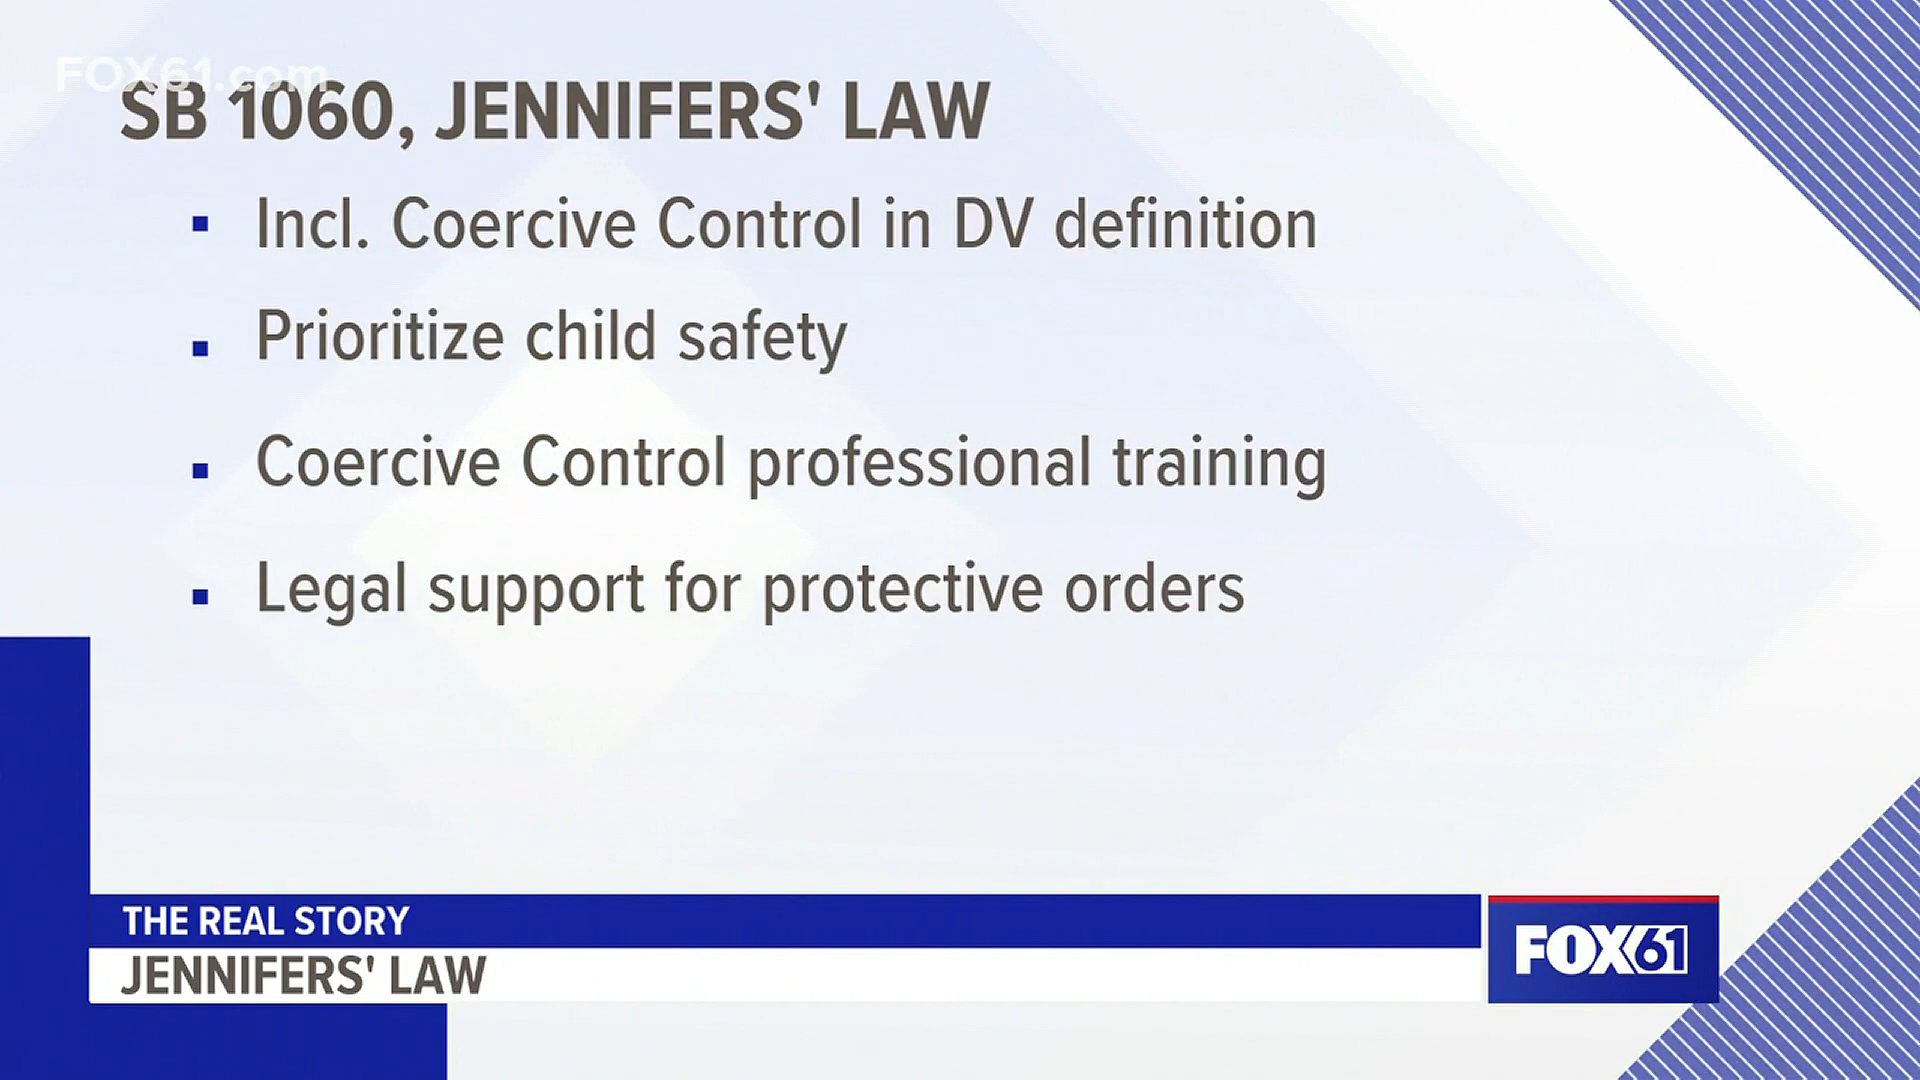 FOX61.com
SB 1060, JENNIFERS' LAW
▪ Incl. Coercive Control in DV definition
▪ Prioritize child safety
▪ Coercive Control professional training
▪ Legal support for protective orders
THE REAL STORY
JENNIFERS' LAW
FOX61